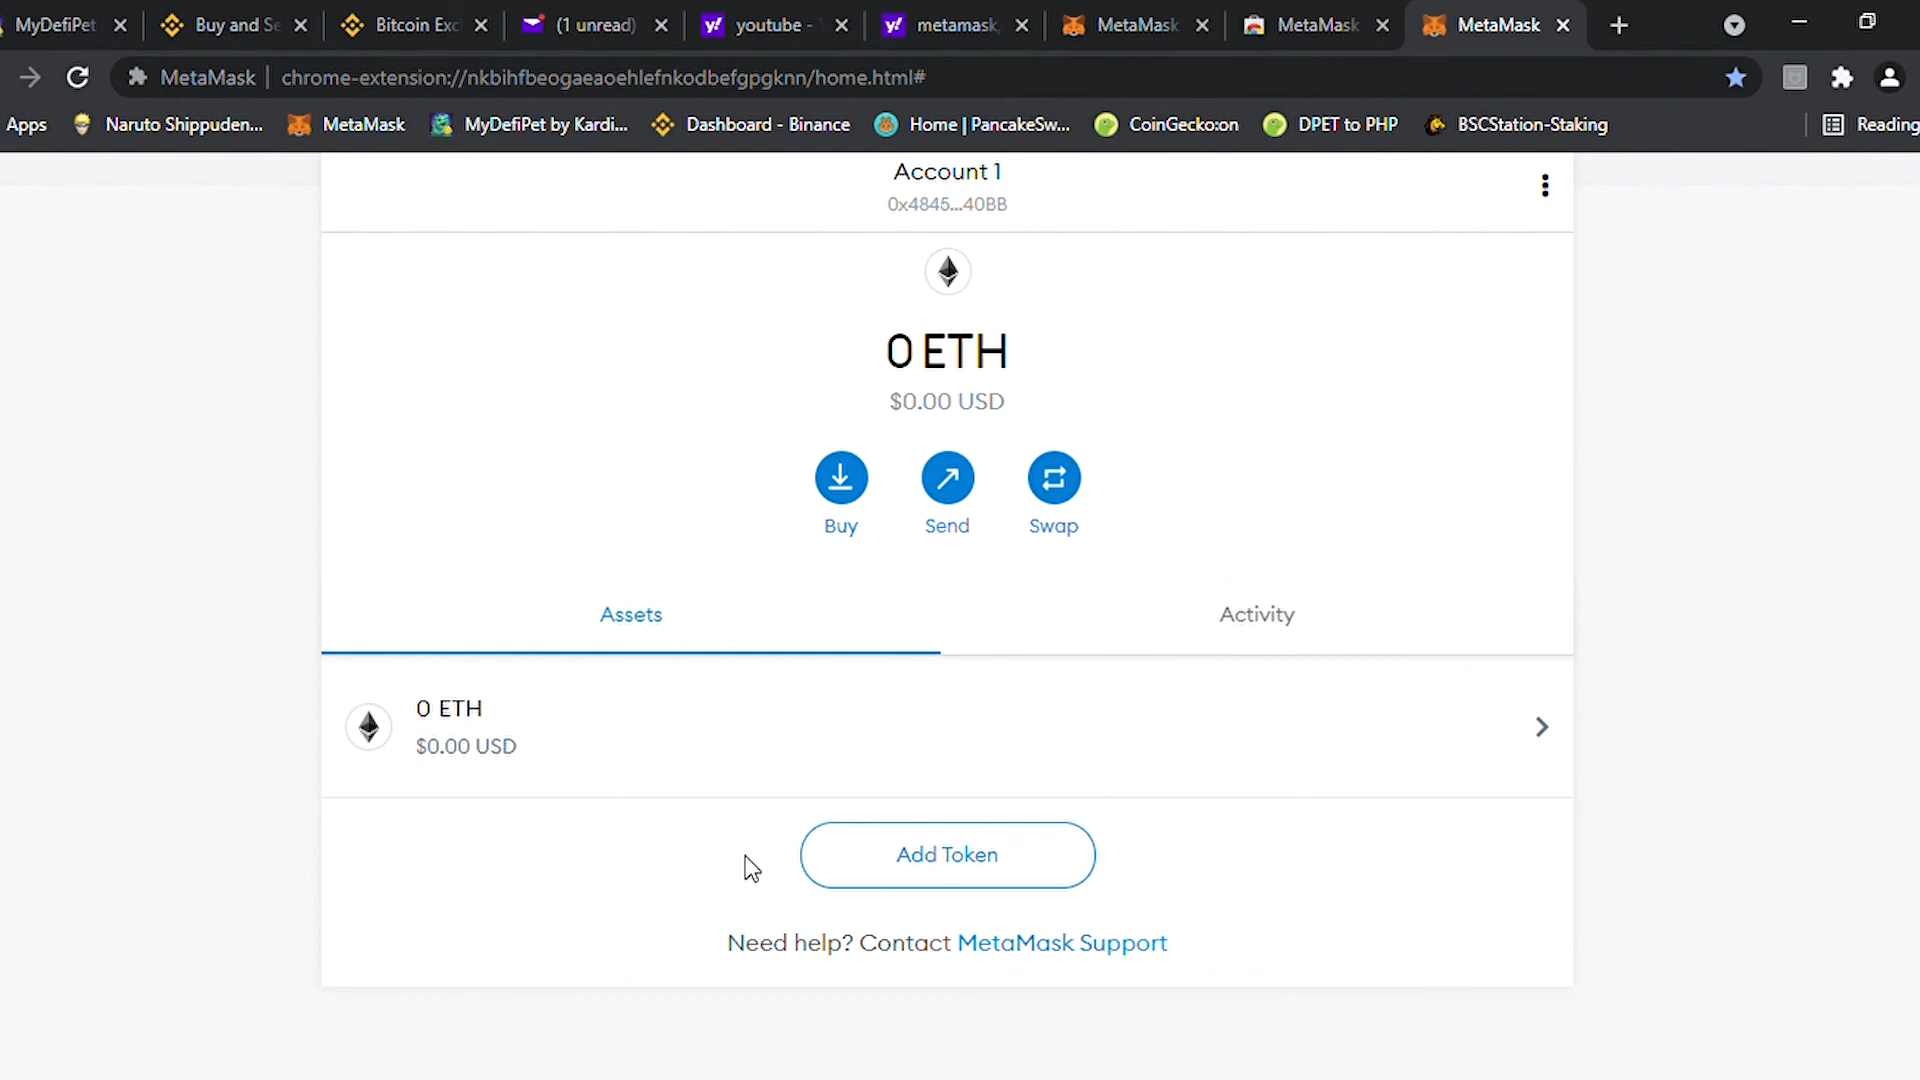 MyDefiPet
Buy and Se
Bitcoin Exc
(1 unread)
youtube -
metamask,
MetaMask
MetaMask
MetaMask
MetaMask | chrome-extension://nkbihfbeogaeaoehlefnkodbefgpgknn/home.html#
Apps
Naruto Shippuden...
MetaMask
MyDefiPet by Kardi...
Dashboard - Binance
Home | PancakeSw...
CoinGecko:on
DPET to PHP
BSCStation-Staking
Reading
Account 1
0x4845...40BB
0 ETH
$0.00 USD
Buy
Send
Swap
Assets
Activity
0 ETH
$0.00 USD
Add Token
Need help? Contact MetaMask Support